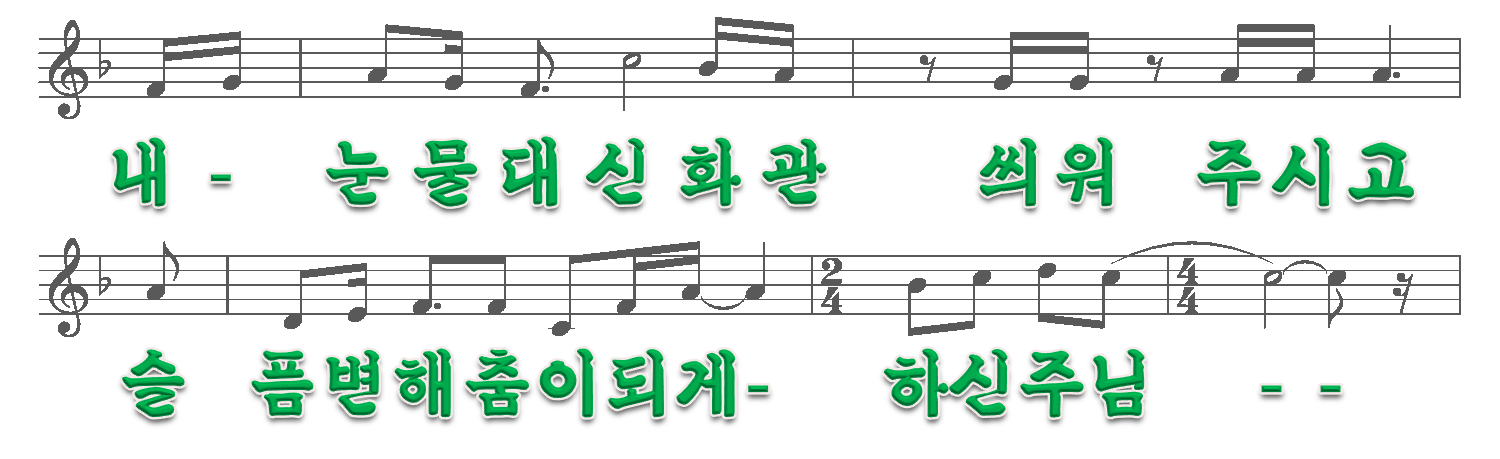 내 - 눈 물 대 신 화 관 씌 워 주 시 고
슬 픔변해춤이되게- 하신주님 - -